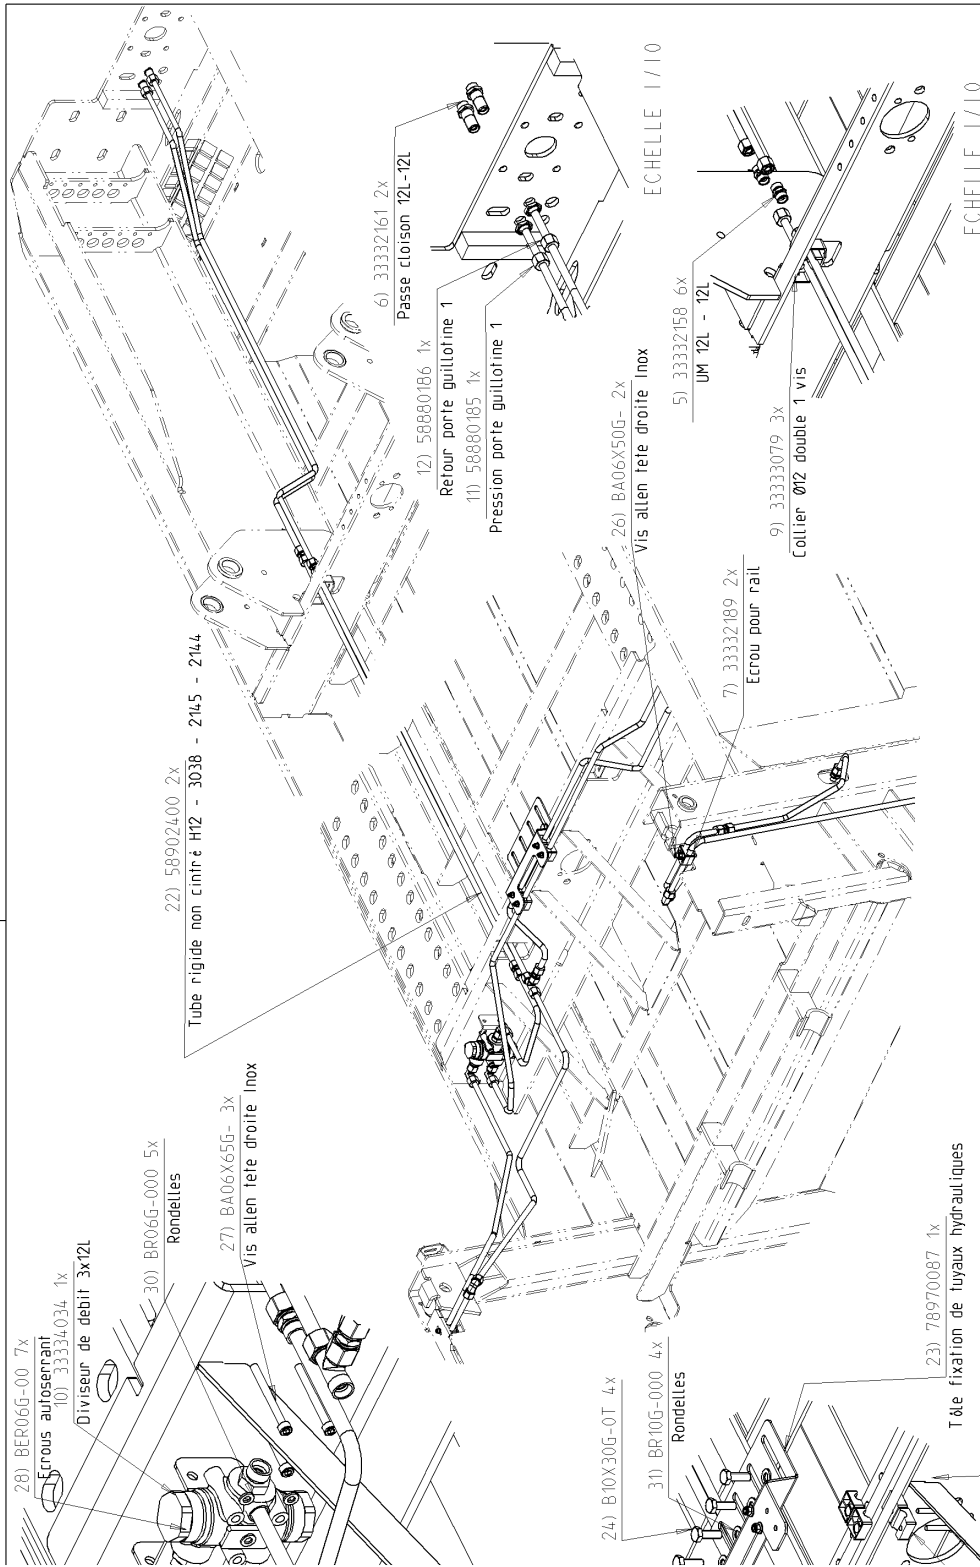 28) BER06G-00 7x
Ecrous autoserrant
10) 33334034 1x
Diviseur de debit 3x12L
30) BR06G-000 5x
Rondelles
27) BA06X65G- 3x
Vis allen tete droite Inox
22) 58902400 2x
Tube rigide non cintré H12 - 3038 - 2145 - 2144
6) 33332161 2x
Passe cloison 12L-12L
12) 58880186 1x
Retour porte guillotine 1
11) 58880185 1x
Pression porte guillotine 1
ECHELLE 1/10
26) BA06X50G- 2x
Vis allen tete droite Inox
7) 33332189 2x
Ecrou pour rail
5) 33332158 6x
UM 12L - 12L
9) 33333079 3x
Collier Ø12 double 1 vis
ECHELLE 1/10
24) B10X30G-0T 4x
31) BR10G-000 4x
Rondelles
23) 78970087 1x
Tôle fixation de tuyaux hydrauliques